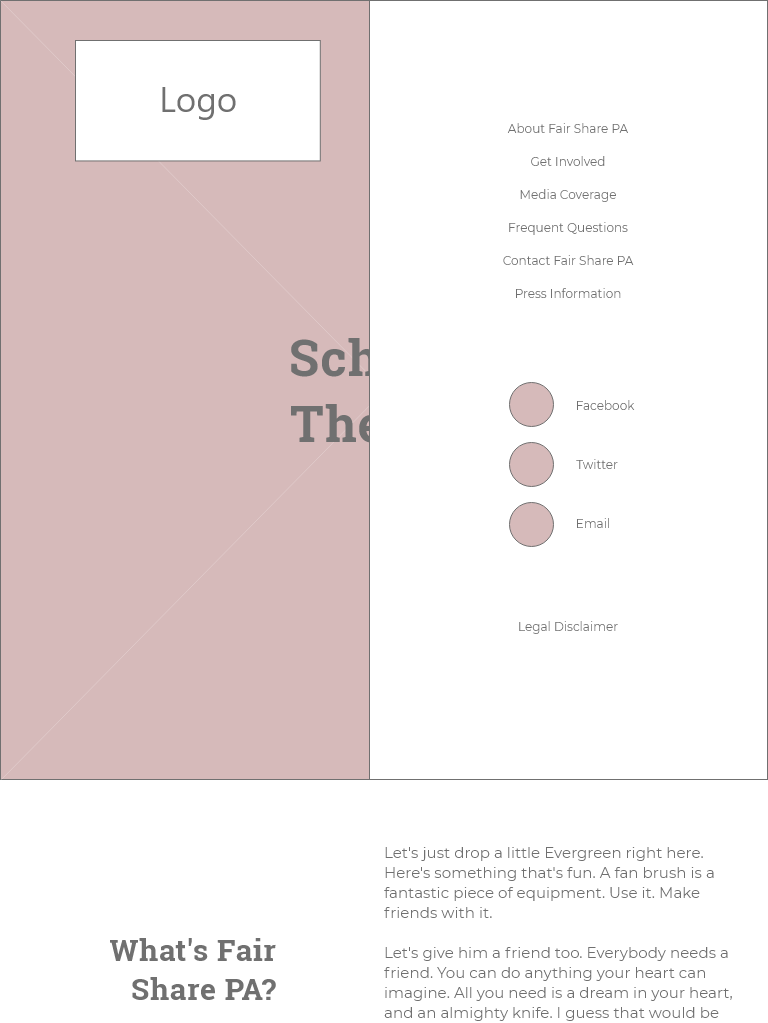 Logo
About Fair Share PA
Get Involved
Media Coverage
Frequent Questions
Contact Fair Share PA
Press Information
Sch
The
Facebook
Twitter
Email
Legal Disclaimer
What's Fair
Share PA?
Let's just drop a little Evergreen right here.
Here's something that's fun. A fan brush is a
fantastic piece of equipment. Use it. Make
friends with it.
Let's give him a friend too. Everybody needs a
friend. You can do anything your heart can
imagine. All you need is a dream in your heart,
and an almighty knife. I guess that would be